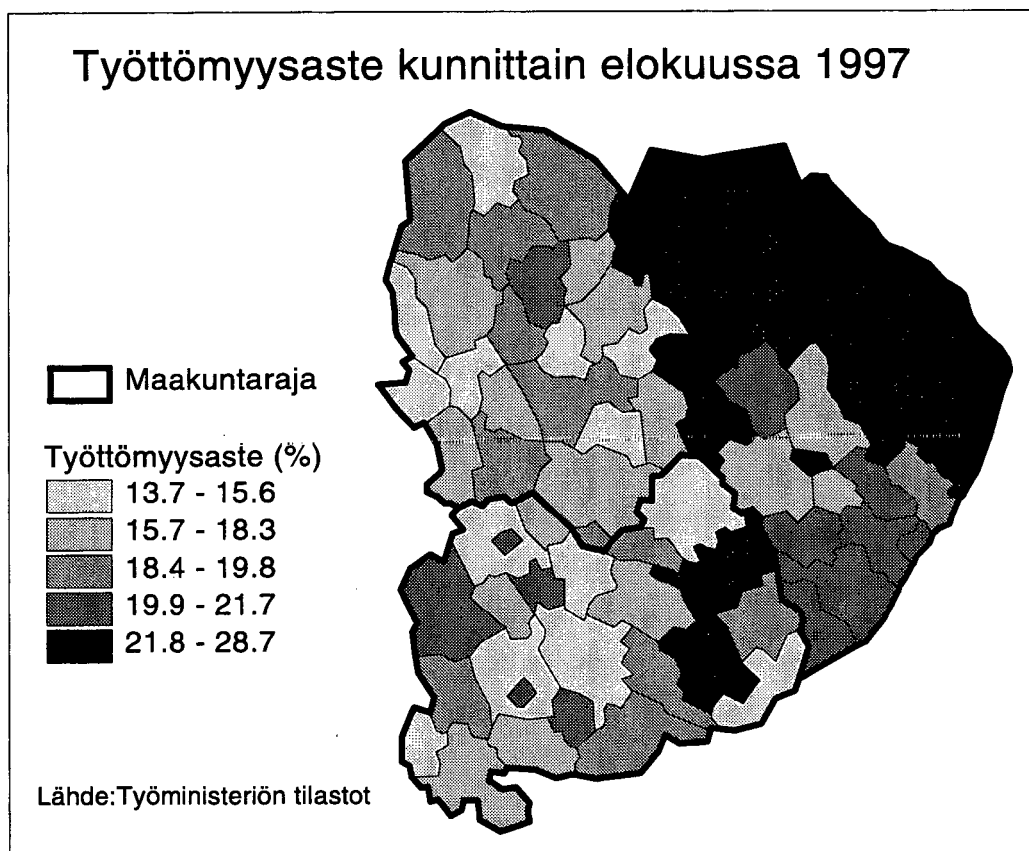 Työttömyysaste kunnittain elokuussa 1997
Maakuntaraja
Työttömyysaste (%)
13.7 - 15.6
15.7 - 18.3
18.4 - 19.8
19.9 - 21.7
21.8 - 28.7
Lähde:Työministeriön tilastot